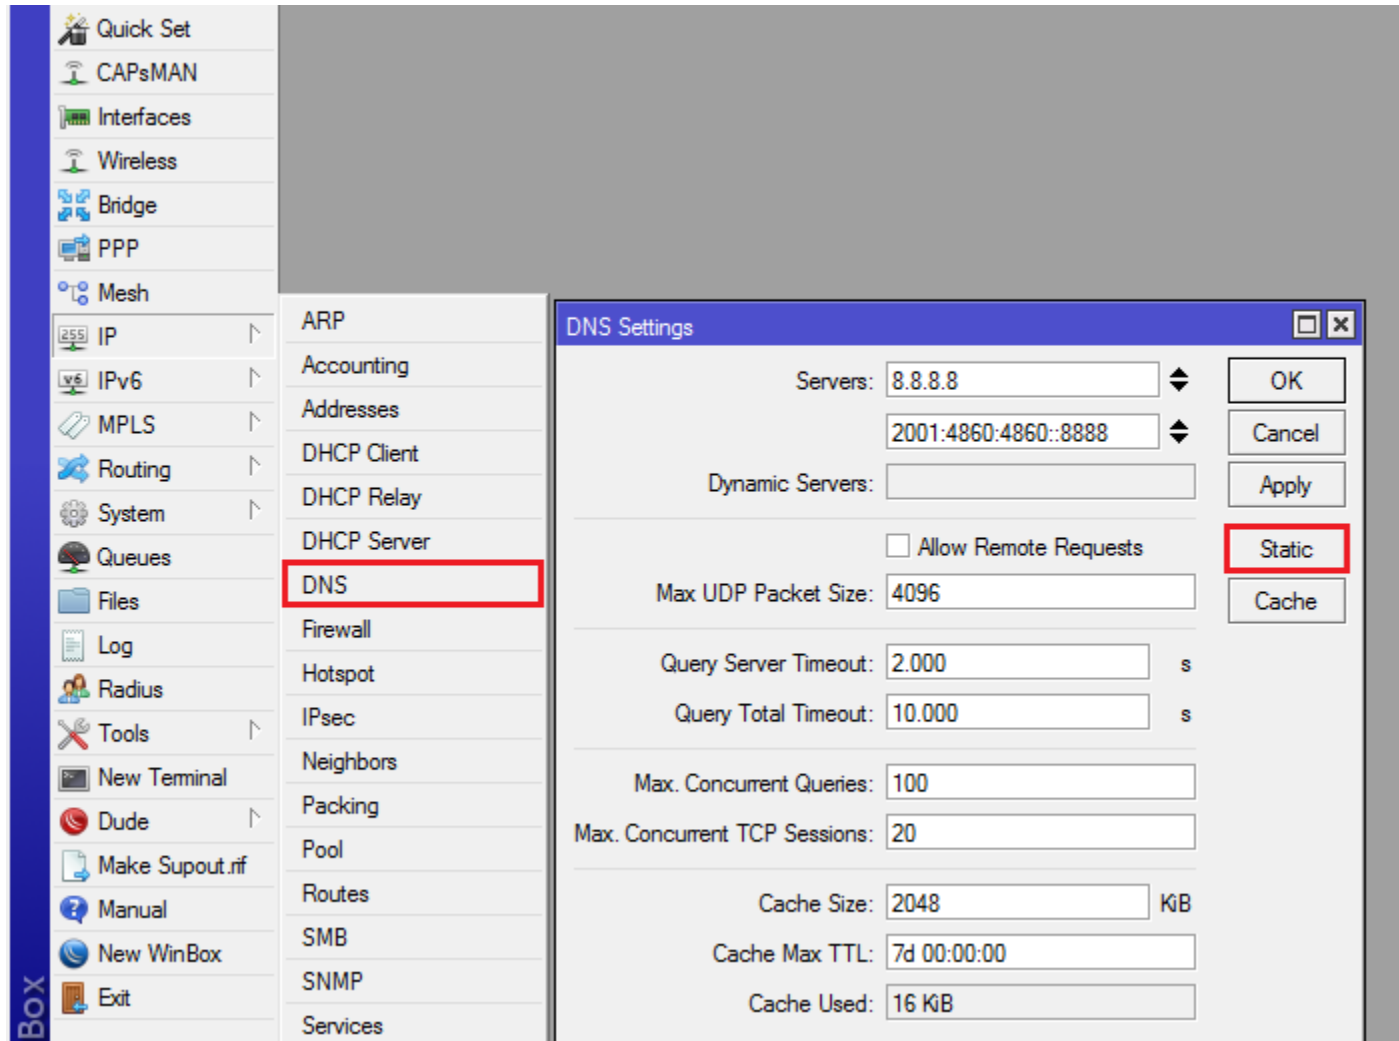 Quick Set
CAPsMAN
Interfaces
Wireless
Bridge
PPP
Mesh
255 IP
v6 IPv6
MPLS
Routing
System
Queues
Files
Log
Radius
Tools
New Terminal
Dude
Make Supout.rif
Manual
New WinBox
Exit
Box
ARP
Accounting
Addresses
DHCP Client
DHCP Relay
DHCP Server
DNS
Firewall
Hotspot
IPsec
Neighbors
Packing
Pool
Routes
SMB
SNMP
Services
DNS Settings
Servers: 8.8.8.8
2001:4860:4860::8888
Dynamic Servers:
Allow Remote Requests
Max UDP Packet Size: 4096
Query Server Timeout: 2.000 s
Query Total Timeout: 10.000 s
Max. Concurrent Queries: 100
Max. Concurrent TCP Sessions: 20
Cache Size: 2048 KiB
Cache Max TTL: 7d 00:00:00
Cache Used: 16 KiB
OK
Cancel
Apply
Static
Cache